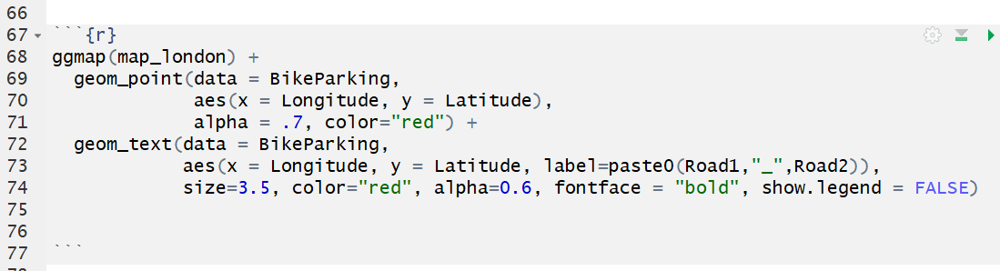 66
67 ```{r}
68 ggmap(map_london) +
69   geom_point(data = BikeParking,
70              aes(x = Longitude, y = Latitude),
71              alpha = .7, color="red") +
72   geom_text(data = BikeParking,
73             aes(x = Longitude, y = Latitude, label=paste0(Road1,"_",Road2)),
74             size=3.5, color="red", alpha=0.6, fontface = "bold", show.legend = FALSE)
75
76
77 ```